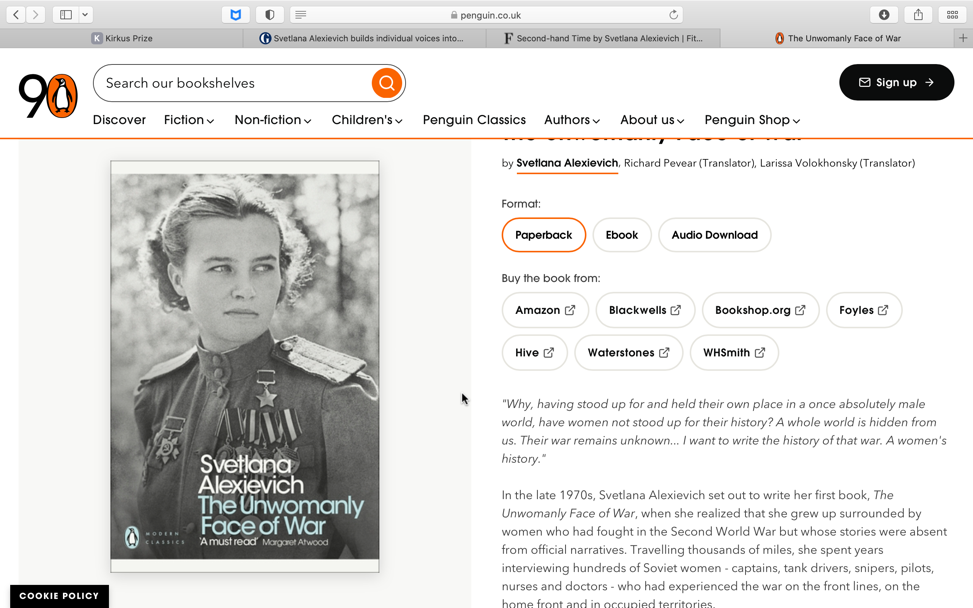 penguin.co.uk
Kirkus Prize
Svetlana Alexievich builds individual voices into...
Second-hand Time by Svetlana Alexievich | Fit...
The Unwomanly Face of War
90
Search our bookshelves
Sign up
Discover Fiction Non-fiction Children's Penguin Classics Authors About us Penguin Shop
The Unwomanly Face of War
by Svetlana Alexievich, Richard Pevear (Translator), Larissa Volokhonsky (Translator)
Format:
Paperback Ebook Audio Download
Buy the book from:
Amazon Blackwells Bookshop.org Foyles
Hive Waterstones WHSmith
"Why, having stood up for and held their own place in a once absolutely male
world, have women not stood up for their history? A whole world is hidden from
us. Their war remains unknown... I want to write the history of that war. A women's
history."
In the late 1970s, Svetlana Alexievich set out to write her first book, The
Unwomanly Face of War, when she realized that she grew up surrounded by
women who had fought in the Second World War but whose stories were absent
from official narratives. Travelling thousands of miles, she spent years
interviewing hundreds of Soviet women - captains, tank drivers, snipers, pilots,
nurses and doctors - who had experienced the war on the front lines, on the
home front and in occupied territories.
Svetlana
Alexievich
The Unwomanly
Face of War
'A must read' Margaret Atwood
MODERN
CLASSICS
COOKIE POLICY